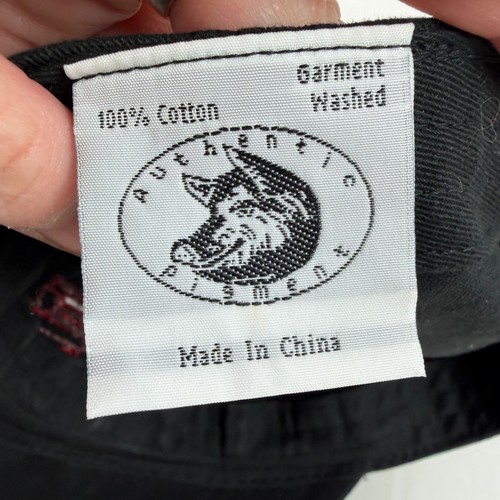 Garment
100% Cotton Washed
Authentic
Pigment
Made In China